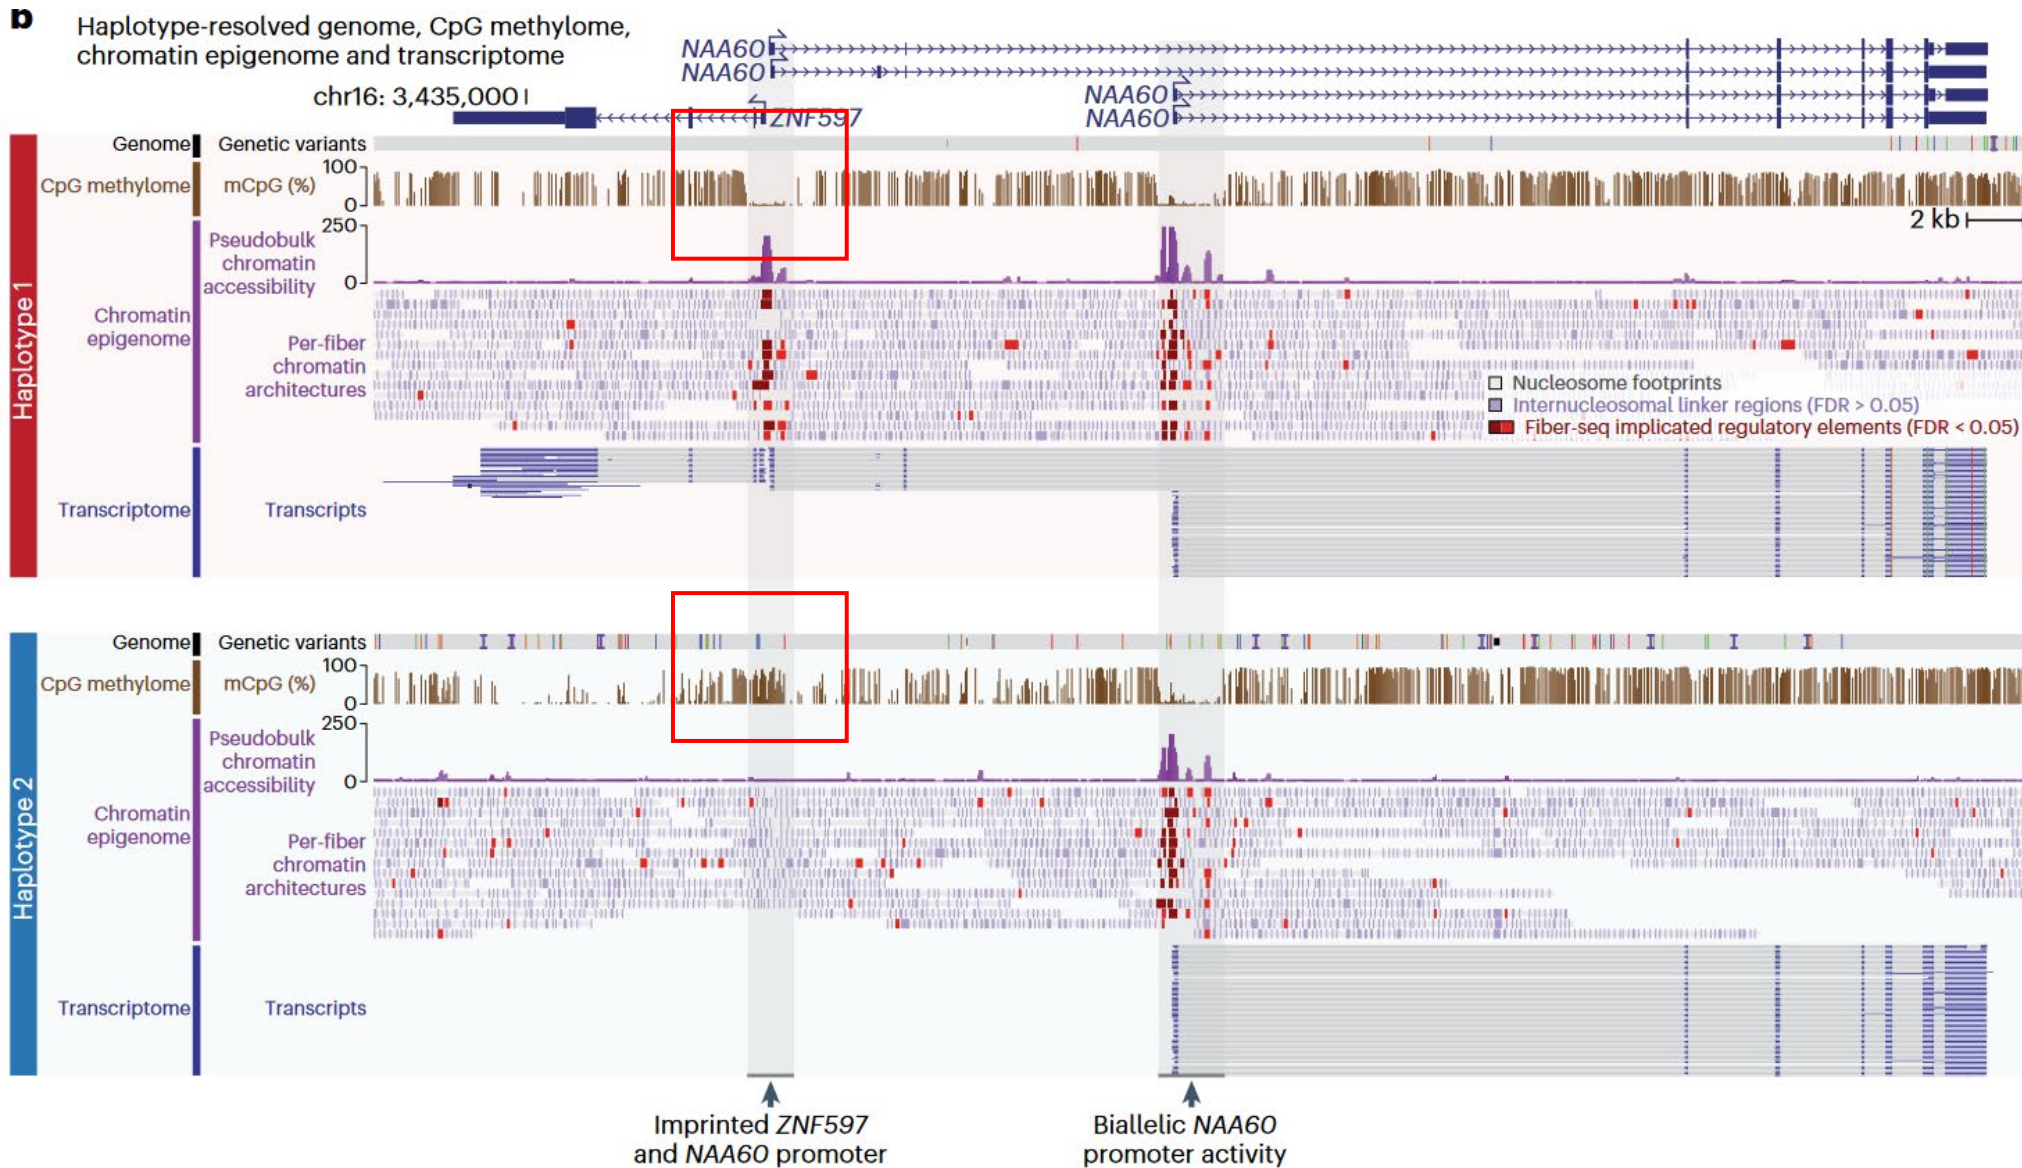 b
Haplotype-resolved genome, CpG methylome,
chromatin epigenome and transcriptome
NAA60
NAA60
chr16: 3,435,000
NAA60
ZNF597
NAA60
Haplotype 1
Genome
Genetic variants
CpG methylome
mCpG (%)
100
0
2 kb
Chromatin
epigenome
Pseudobulk
chromatin
accessibility
250
0
Per-fiber
chromatin
architectures
Nucleosome footprints
Internucleosomal linker regions (FDR > 0.05)
Fiber-seq implicated regulatory elements (FDR < 0.05)
Transcriptome
Transcripts
Haplotype 2
Genome
Genetic variants
CpG methylome
mCpG (%)
100
0
Chromatin
epigenome
Pseudobulk
chromatin
accessibility
250
0
Per-fiber
chromatin
architectures
Transcriptome
Transcripts
Imprinted ZNF597
and NAA60 promoter
Biallelic NAA60
promoter activity